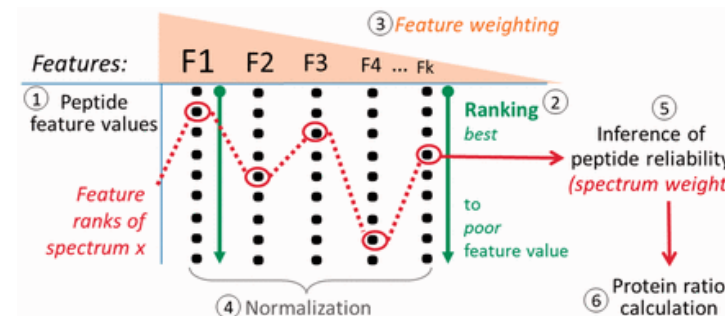 ③ Feature weighting
Features: F1 F2 F3 F4 ... Fk
① Peptide
feature values
②
Ranking
best
to
poor
feature value
Feature
ranks of
spectrum x
④ Normalization
⑤
Inference of
peptide reliability
(spectrum weight
Protein ratio
⑥ calculation